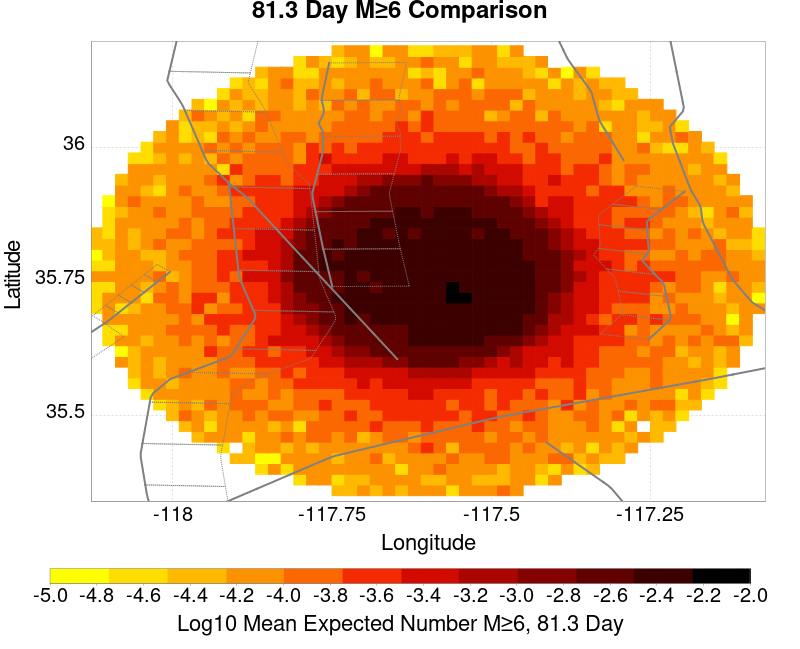 81.3 Day M≥6 Comparison
36
35.75
35.5
Latitude
-118
-117.75
-117.5
-117.25
Longitude
-5.0 -4.8 -4.6 -4.4 -4.2 -4.0 -3.8 -3.6 -3.4 -3.2 -3.0 -2.8 -2.6 -2.4 -2.2 -2.0
Log10 Mean Expected Number M≥6, 81.3 Day